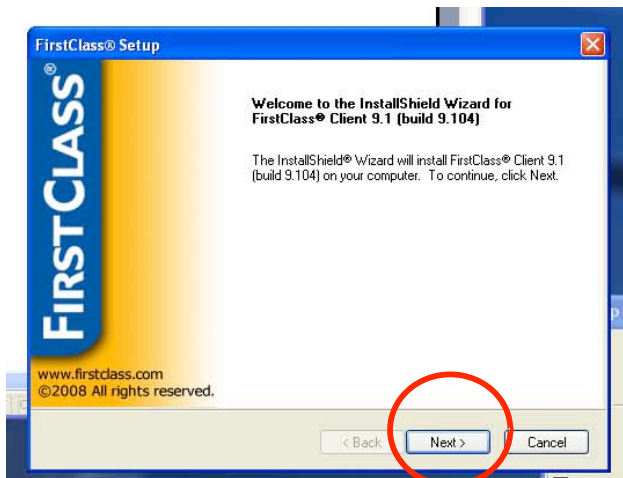 FirstClass® Setup
FIRSTCLASS®
Welcome to the InstallShield Wizard for
FirstClass® Client 9.1 (build 9.104)
The InstallShield® Wizard will install FirstClass® Client 9.1
(build 9.104) on your computer. To continue, click Next.
www.firstclass.com
©2008 All rights reserved.
< Back
Next >
Cancel